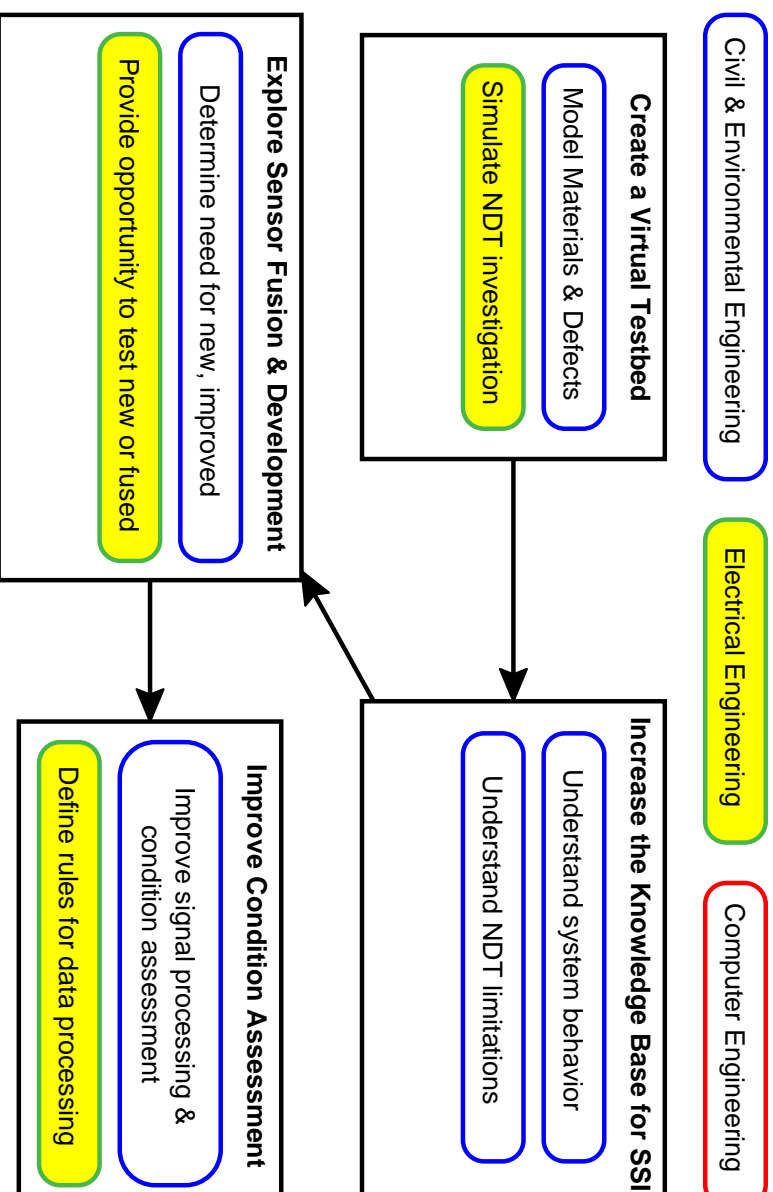 Civil & Environmental Engineering
Electrical Engineering
Computer Engineering
Create a Virtual Testbed
Model Materials & Defects
Simulate NDT investigation
Increase the Knowledge Base for SSI
Understand system behavior
Understand NDT limitations
Explore Sensor Fusion & Development
Determine need for new, improved
Provide opportunity to test new or fused
Improve Condition Assessment
Improve signal processing &
condition assessment
Define rules for data processing